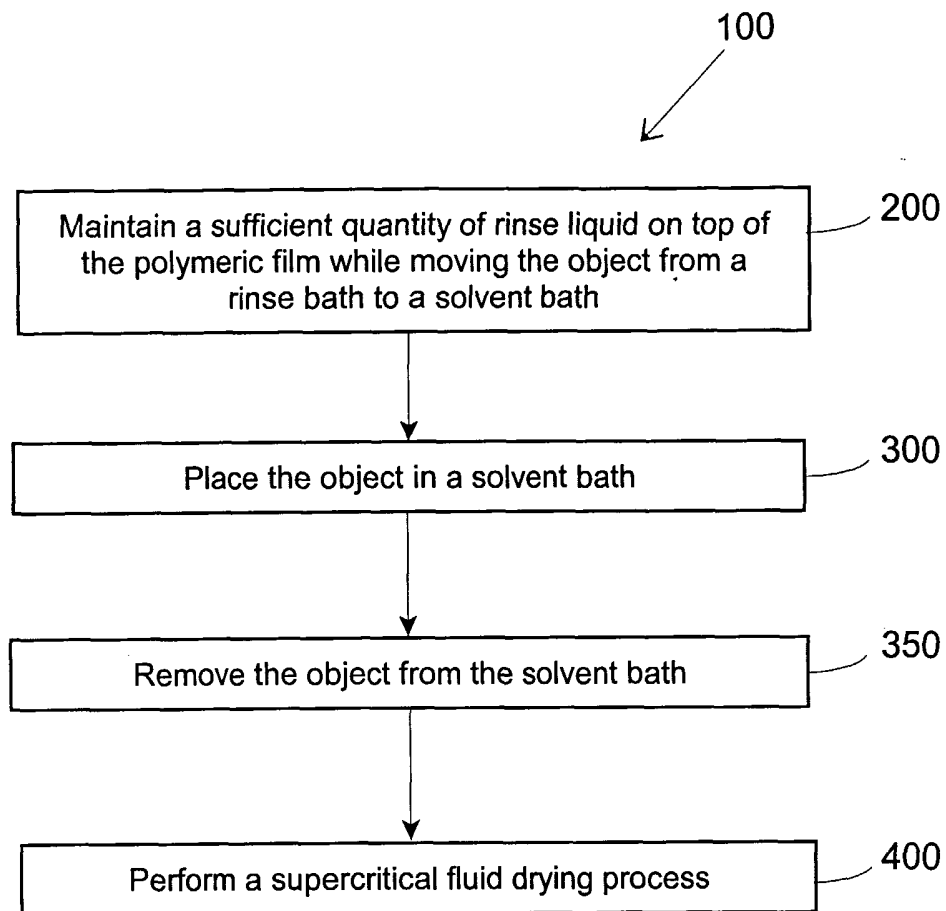 100
Maintain a sufficient quantity of rinse liquid on top of
the polymeric film while moving the object from a
rinse bath to a solvent bath
200
Place the object in a solvent bath
300
Remove the object from the solvent bath
350
Perform a supercritical fluid drying process
400